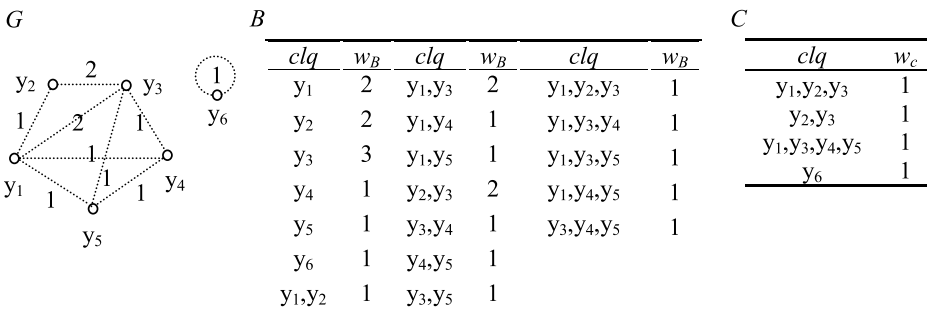 G
B
C
clq w_B clq w_B clq w_B
y₁ 2 y₁,y₃ 2 y₁,y₂,y₃ 1
y₂ 2 y₁,y₄ 1 y₁,y₃,y₄ 1
y₃ 3 y₁,y₅ 1 y₁,y₃,y₅ 1
y₄ 1 y₂,y₃ 2 y₁,y₄,y₅ 1
y₅ 1 y₃,y₄ 1 y₃,y₄,y₅ 1
y₆ 1 y₄,y₅ 1
y₁,y₂ 1 y₃,y₅ 1
clq w_c
y₁,y₂,y₃ 1
y₂,y₃ 1
y₁,y₃,y₄,y₅ 1
y₆ 1
2
y₂
y₃
1
y₆
1
2
1
1
y₁
1
y₄
1
1
y₅